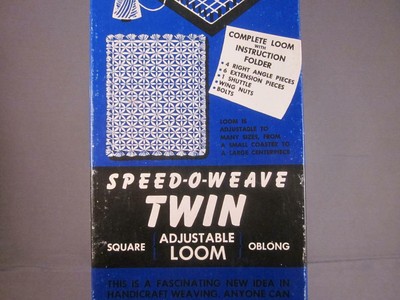 COMPLETE LOOM
WITH
INSTRUCTION
FOLDER
• 4 RIGHT ANGLE PIECES
• 6 EXTENSION PIECES
• 1 SHUTTLE
• WING NUTS
• BOLTS
LOOM IS
ADJUSTABLE TO
MANY SIZES, FROM
A SMALL COASTER TO
A LARGE CENTERPIECE
SPEED-O-WEAVE
TWIN
SQUARE ADJUSTABLE OBLONG
LOOM
THIS IS A FASCINATING NEW IDEA IN
HANDICRAFT WEAVING. ANYONE CAN